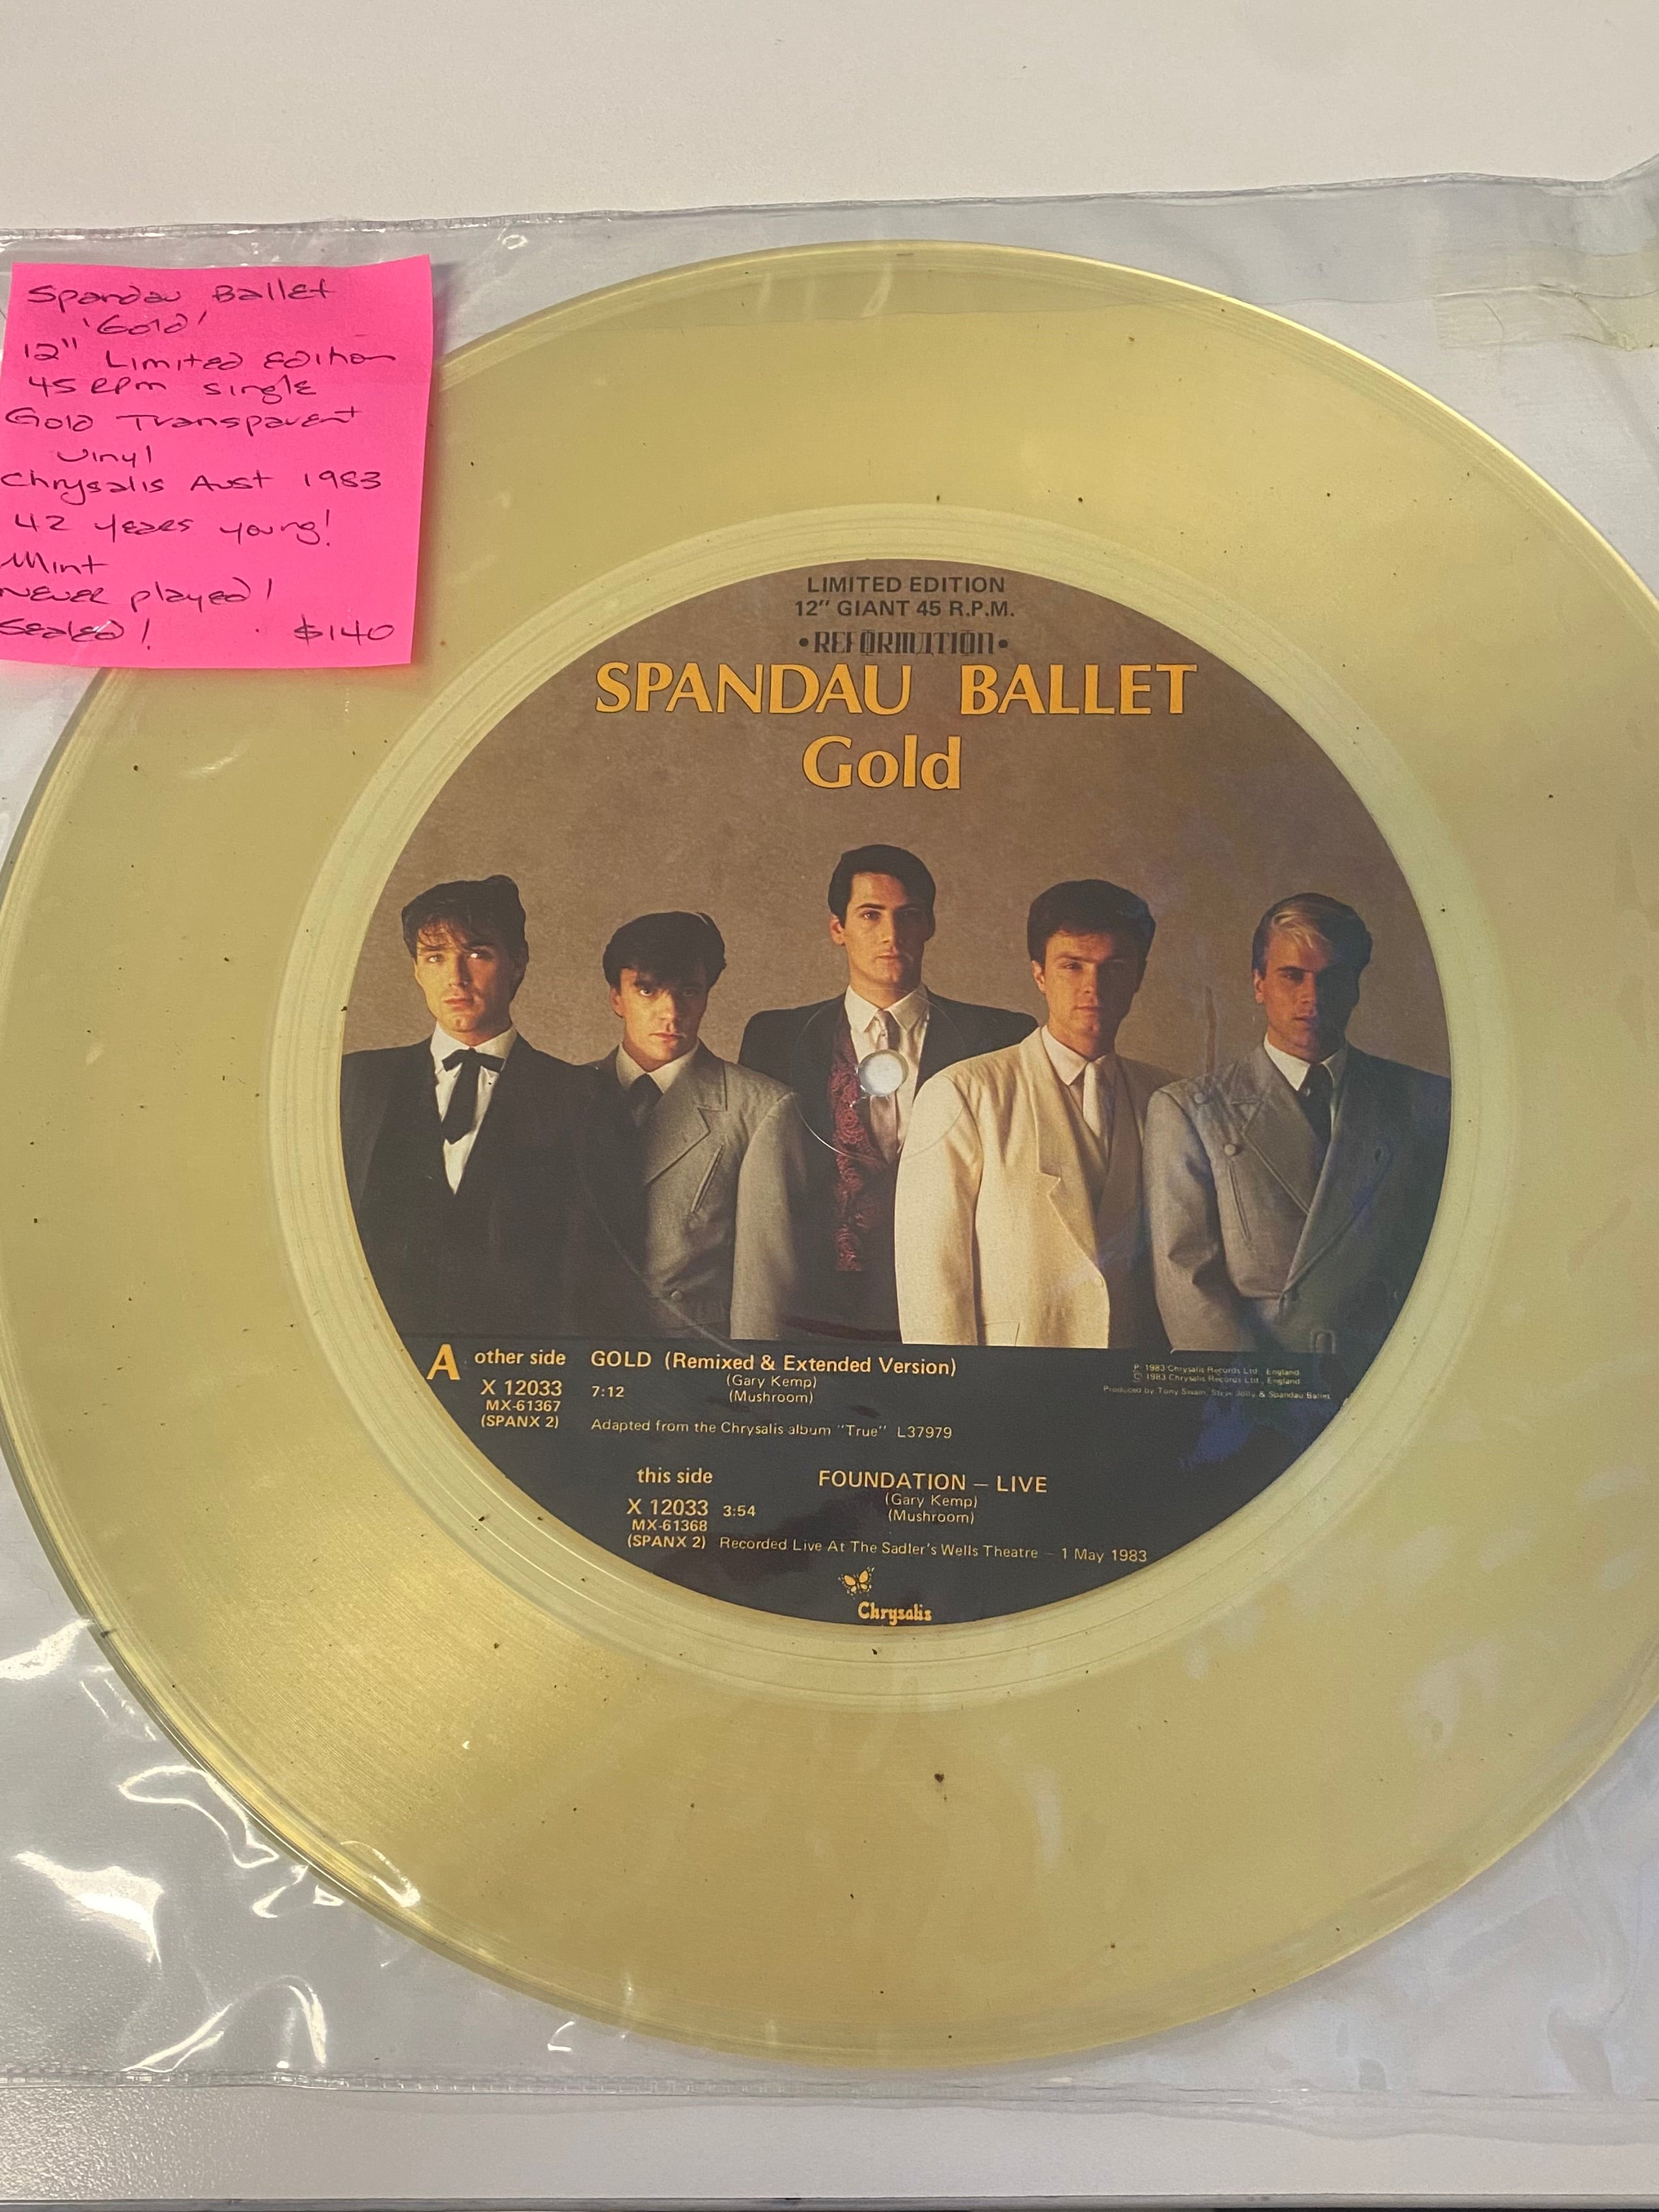 Spandau Ballet
'Gold'
12" Limited Edition
45 RPM single
Gold Transparent
vinyl
Chrysalis Aust 1983
42 years young!
Mint
Never played!
Sealed! $140
LIMITED EDITION
12" GIANT 45 R.P.M.
•REFORMATION•
SPANDAU BALLET
Gold
A other side GOLD (Remixed & Extended Version)
(Gary Kemp)
X 12033 7:12 (Mushroom)
MX-61367
(SPANX 2) Adapted from the Chrysalis album "True" L37979
P 1983 Chrysalis Records Ltd., England
C 1983 Chrysalis Records Ltd., England
Produced by Tony Swain, Steve Jolly & Spandau Ballet
this side FOUNDATION – LIVE
(Gary Kemp)
X 12033 3:54 (Mushroom)
MX-61368
(SPANX 2) Recorded Live At The Sadler's Wells Theatre – 1 May 1983
Chrysalis